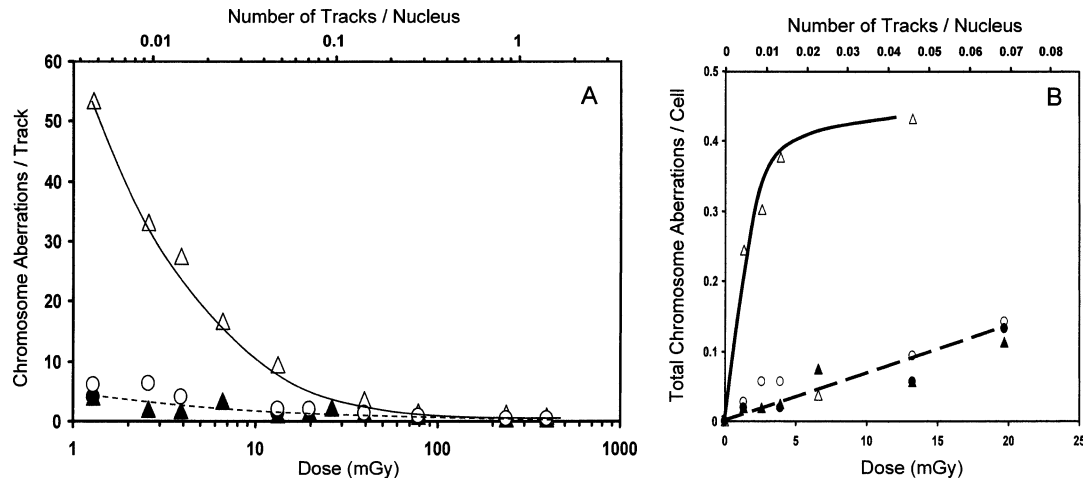 Number of Tracks / Nucleus
0.01 0.1 1
60
50
40
30
20
10
0
Chromosome Aberrations / Track
A
1 10 100 1000
Dose (mGy)
Number of Tracks / Nucleus
0 0.01 0.02 0.03 0.04 0.05 0.06 0.07 0.08
0.5
0.4
0.3
0.2
0.1
0
Total Chromosome Aberrations / Cell
B
0 5 10 15 20 25
Dose (mGy)